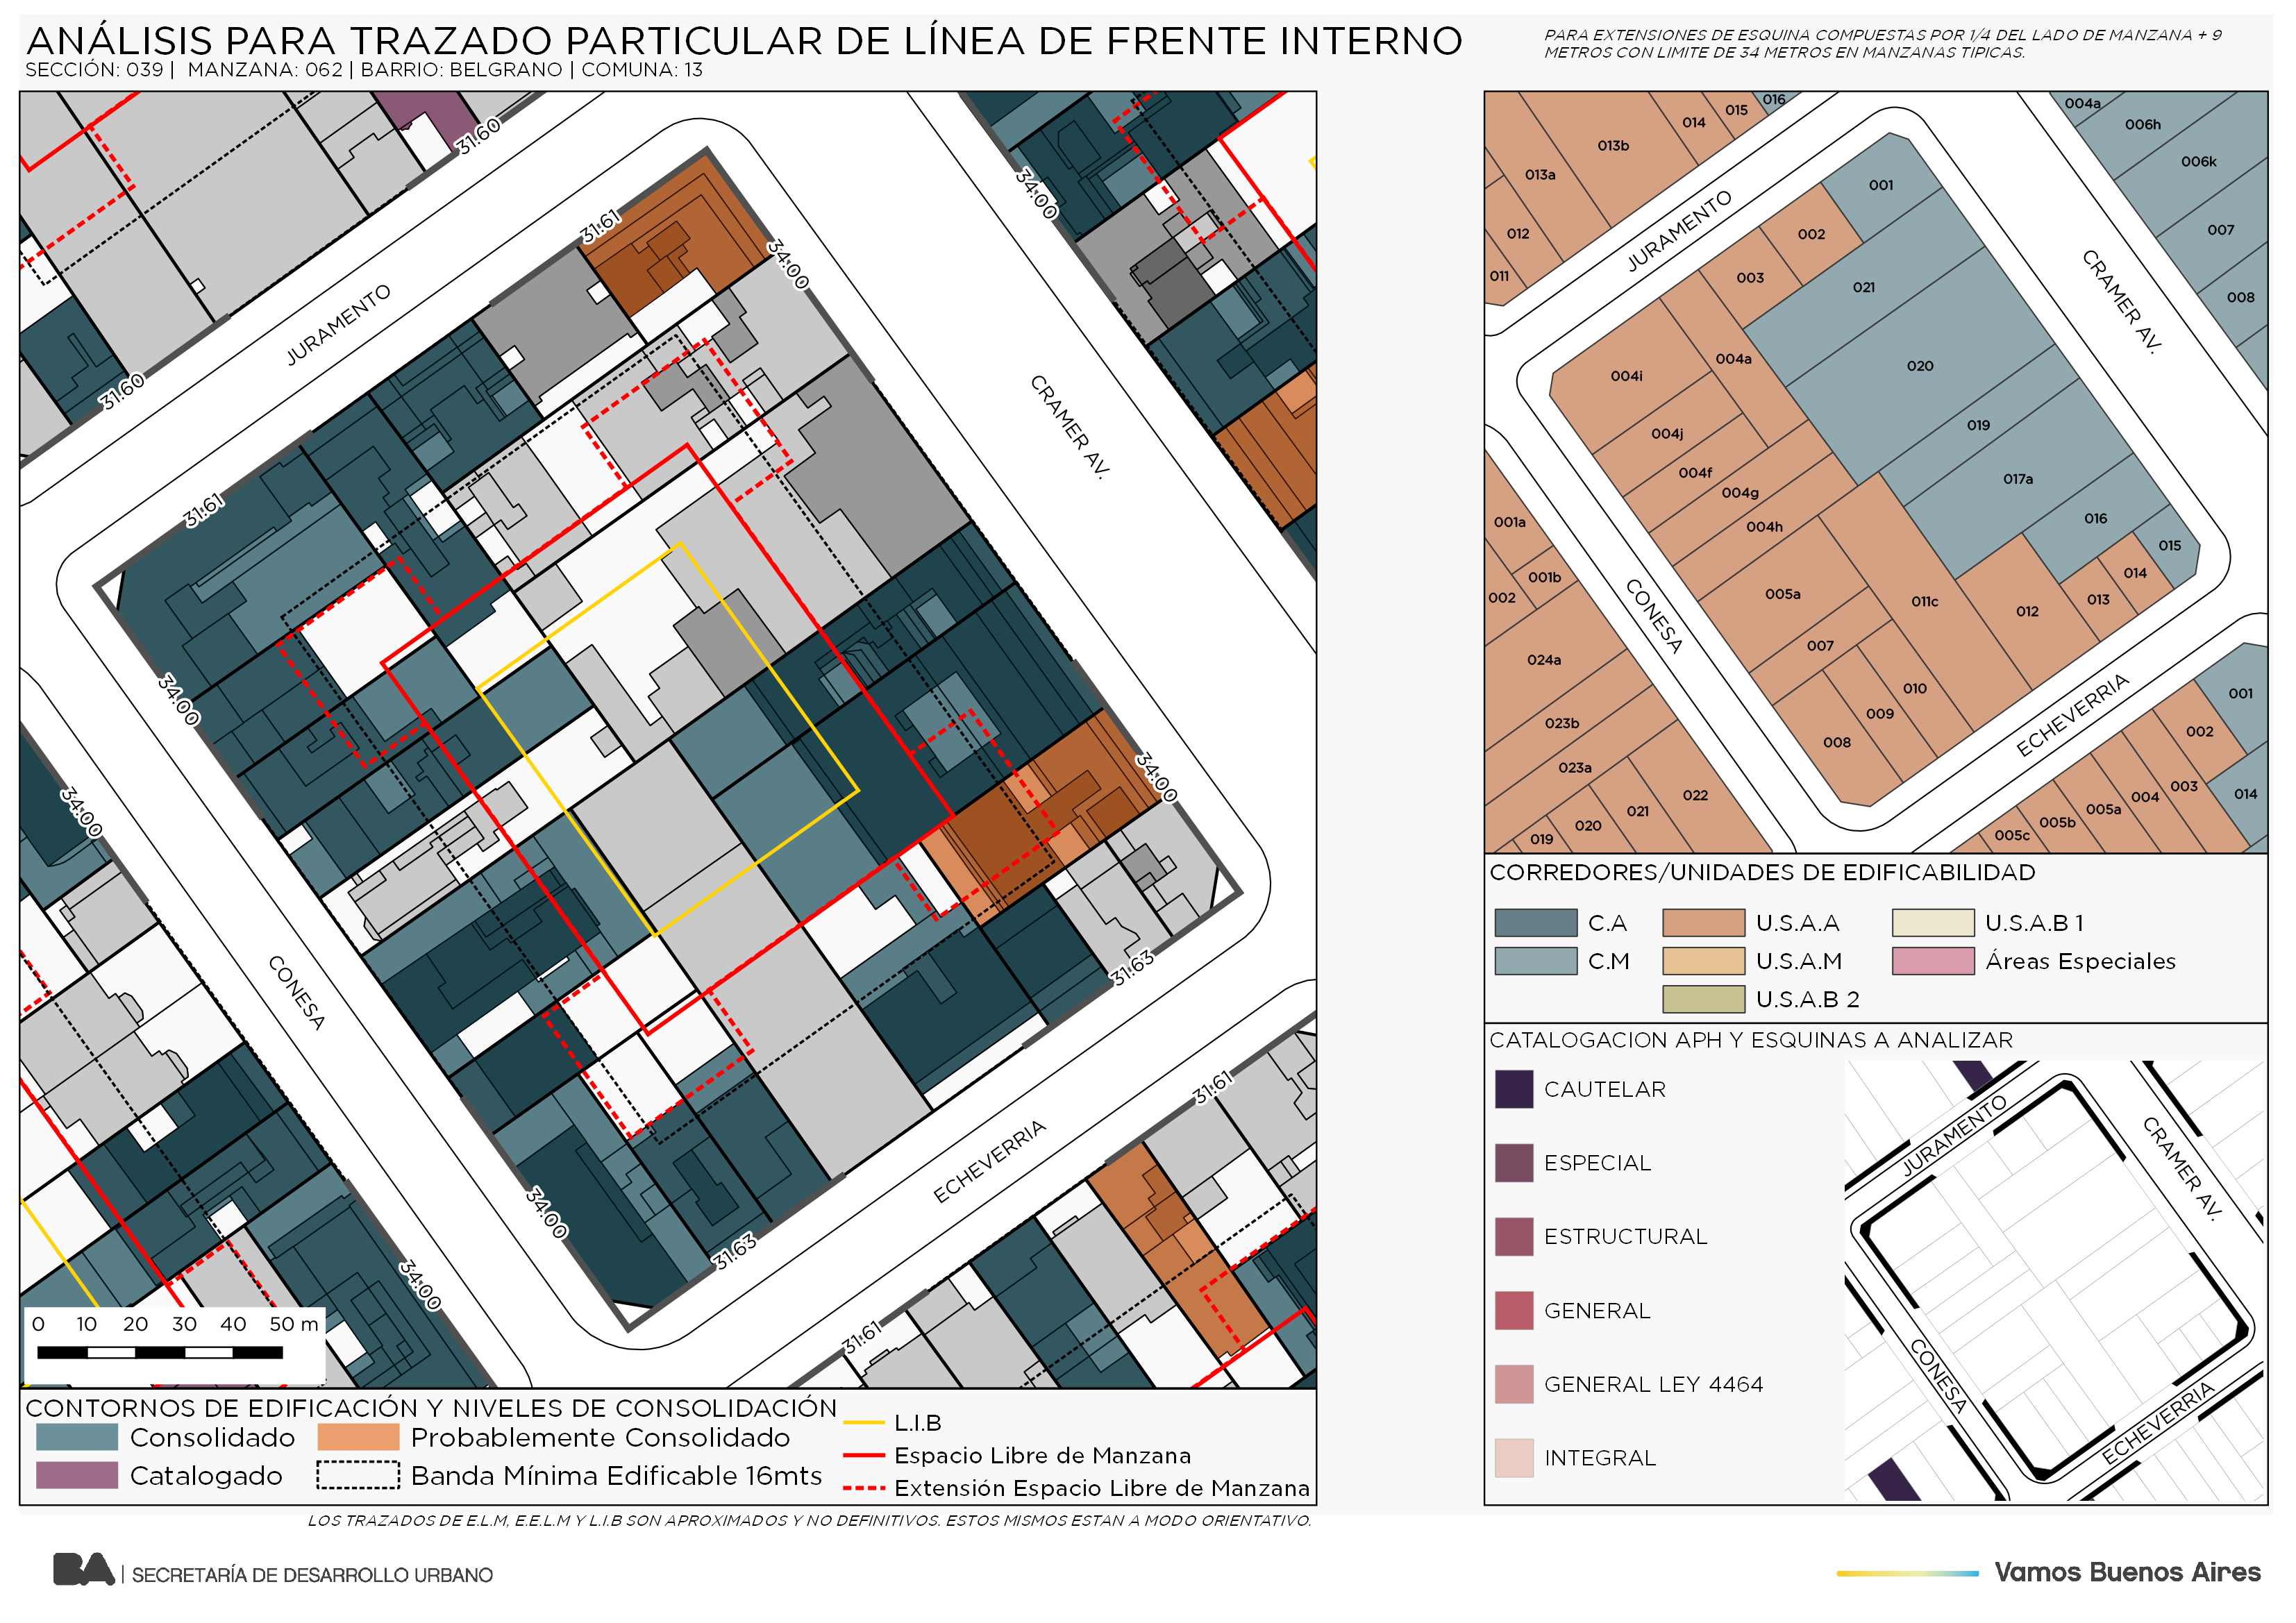 ANÁLISIS PARA TRAZADO PARTICULAR DE LÍNEA DE FRENTE INTERNO
SECCIÓN: 039 | MANZANA: 062 | BARRIO: BELGRANO | COMUNA: 13
PARA EXTENSIONES DE ESQUINA COMPUESTAS POR 1/4 DEL LADO DE MANZANA + 9
METROS CON LIMITE DE 34 METROS EN MANZANAS TIPICAS.
31.60
31.60
34.00
31.61
34.00
JURAMENTO
CRAMER AV.
31.61
34.00
34.00
34.00
CONESA
31.63
ECHEVERRIA
31.61
34.00
31.63
34.00
31.61
0 10 20 30 40 50 m
CONTORNOS DE EDIFICACIÓN Y NIVELES DE CONSOLIDACIÓN
Consolidado
Probablemente Consolidado
Catalogado
Banda Mínima Edificable 16mts
L.I.B
Espacio Libre de Manzana
Extensión Espacio Libre de Manzana
LOS TRAZADOS DE E.L.M, E.E.L.M Y L.I.B SON APROXIMADOS Y NO DEFINITIVOS. ESTOS MISMOS ESTAN A MODO ORIENTATIVO.
016
015
014
013b
013a
012
011
004a
006h
006k
007
008
JURAMENTO
CRAMER AV.
001
002
003
021
004a
004i
020
004j
019
004f
004g
017a
004h
016
015
014
013
005a
011c
012
007
010
009
008
001a
001b
002
CONESA
024a
023b
023a
022
021
020
019
ECHEVERRIA
001
002
003
014
004
005a
005b
005c
CORREDORES/UNIDADES DE EDIFICABILIDAD
C.A
U.S.A.A
U.S.A.B 1
C.M
U.S.A.M
Áreas Especiales
U.S.A.B 2
CATALOGACION APH Y ESQUINAS A ANALIZAR
CAUTELAR
ESPECIAL
ESTRUCTURAL
GENERAL
GENERAL LEY 4464
INTEGRAL
JURAMENTO
CRAMER AV.
CONESA
ECHEVERRIA
BA | SECRETARÍA DE DESARROLLO URBANO
Vamos Buenos Aires